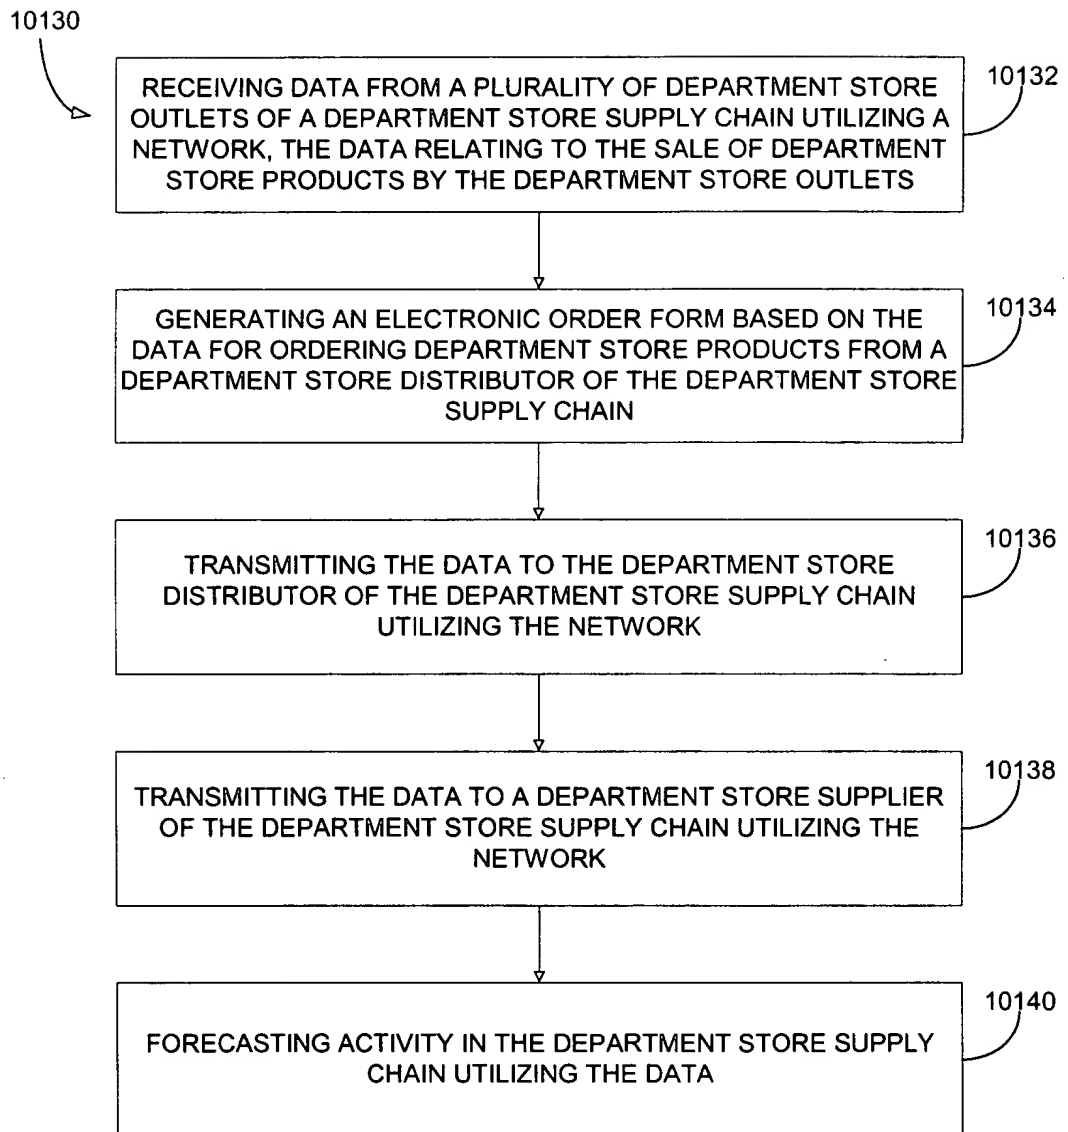 10130
RECEIVING DATA FROM A PLURALITY OF DEPARTMENT STORE
OUTLETS OF A DEPARTMENT STORE SUPPLY CHAIN UTILIZING A
NETWORK, THE DATA RELATING TO THE SALE OF DEPARTMENT
STORE PRODUCTS BY THE DEPARTMENT STORE OUTLETS
10132
GENERATING AN ELECTRONIC ORDER FORM BASED ON THE
DATA FOR ORDERING DEPARTMENT STORE PRODUCTS FROM A
DEPARTMENT STORE DISTRIBUTOR OF THE DEPARTMENT STORE
SUPPLY CHAIN
10134
TRANSMITTING THE DATA TO THE DEPARTMENT STORE
DISTRIBUTOR OF THE DEPARTMENT STORE SUPPLY CHAIN
UTILIZING THE NETWORK
10136
TRANSMITTING THE DATA TO A DEPARTMENT STORE SUPPLIER
OF THE DEPARTMENT STORE SUPPLY CHAIN UTILIZING THE
NETWORK
10138
FORECASTING ACTIVITY IN THE DEPARTMENT STORE SUPPLY
CHAIN UTILIZING THE DATA
10140